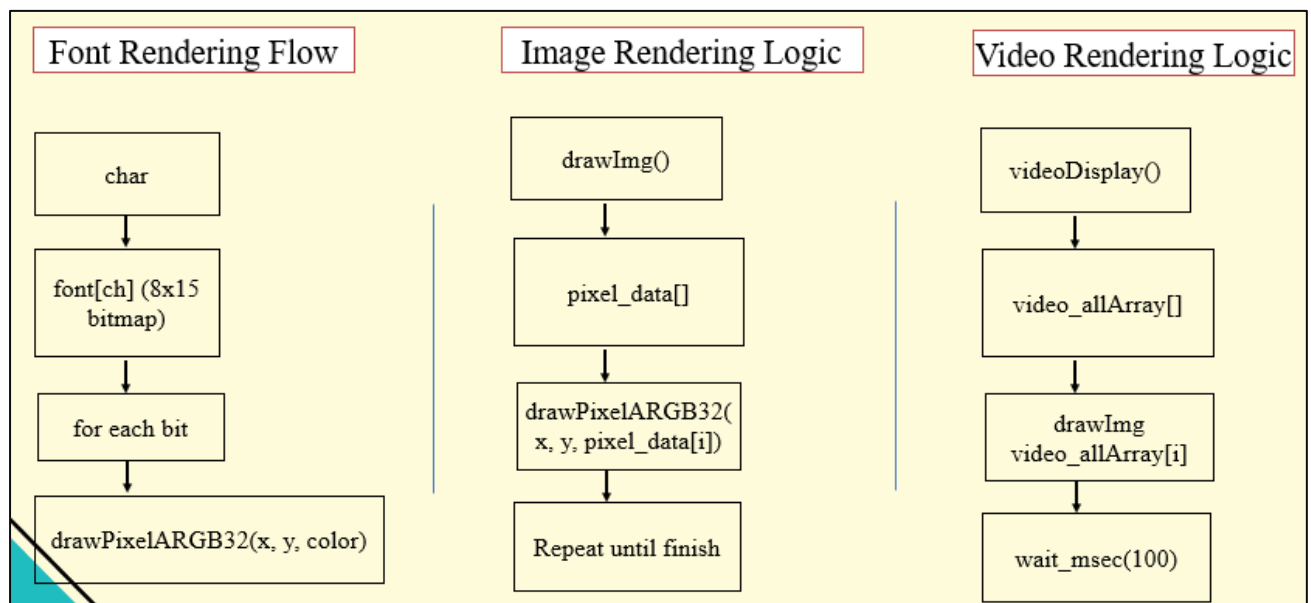 Font Rendering Flow
char
font[ch] (8x15
bitmap)
for each bit
drawPixelARGB32(x, y, color)
Image Rendering Logic
drawImg()
pixel_data[]
drawPixelARGB32(
x, y, pixel_data[i])
Repeat until finish
Video Rendering Logic
videoDisplay()
video_allArray[]
drawImg
video_allArray[i]
wait_msec(100)